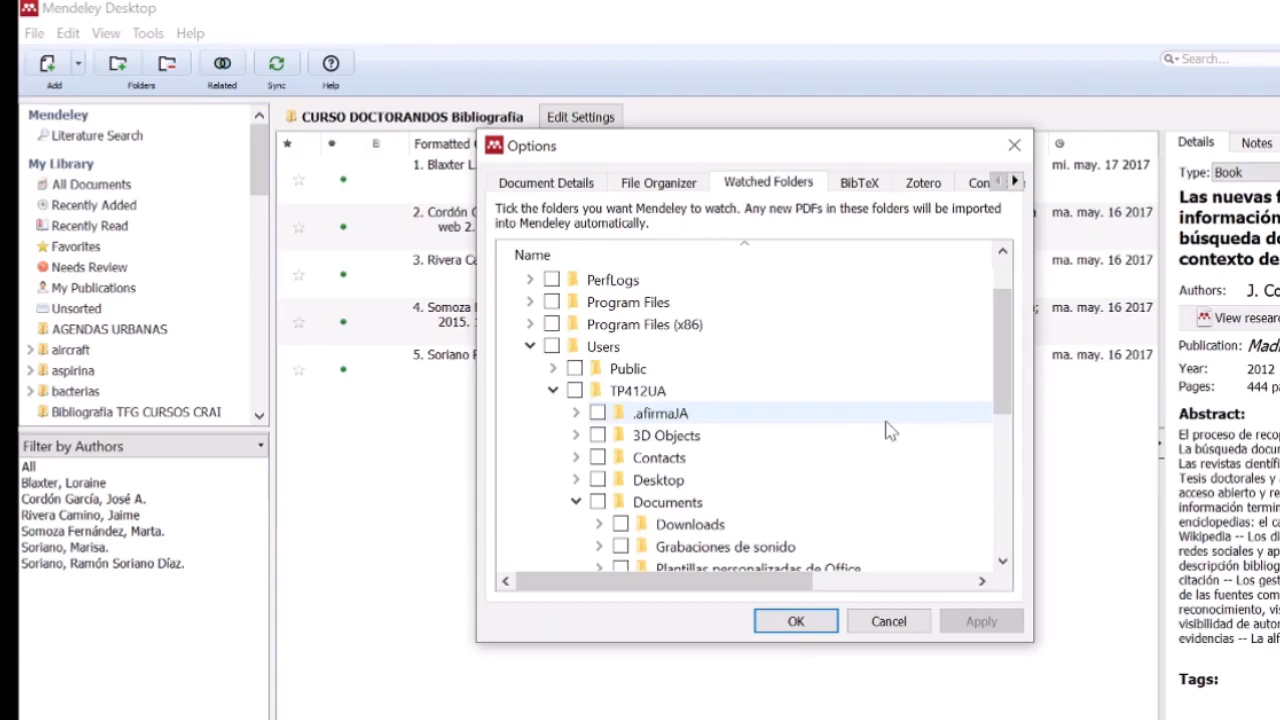 Mendeley Desktop
File Edit View Tools Help
Search...
Add Folders Related Sync Help
Mendeley
Literature Search
My Library
All Documents
Recently Added
Recently Read
Favorites
Needs Review
My Publications
Unsorted
AGENDAS URBANAS
aircraft
aspirina
bacterias
Bibliografia TFG CURSOS CRAI
Filter by Authors
All
Blaxter, Loraine
Cordón García, José A.
Rivera Camino, Jaime
Somoza Fernández, Marta.
Soriano, Marisa.
Soriano, Ramón Soriano Díaz.
CURSO DOCTORANDOS Bibliografía Edit Settings
Formatted
1. Blaxter L
mi. may. 17 2017
2. Cordón G
web 2.
ma. may. 16 2017
3. Rivera Ca
ma. may. 16 2017
4. Somoza
2015.
ma. may. 16 2017
5. Soriano
ma. may. 16 2017
Options
Document Details File Organizer Watched Folders BibTeX Zotero Con
Tick the folders you want Mendeley to watch. Any new PDFs in these folders will be imported
into Mendeley automatically.
Name
PerfLogs
Program Files
Program Files (x86)
Users
Public
TP412UA
.afirmaJA
3D Objects
Contacts
Desktop
Documents
Downloads
Grabaciones de sonido
Plantillas personalizadas de Office
OK Cancel Apply
Details Notes
Type: Book
Las nuevas f
información
búsqueda do
contexto de
Authors: J. Co
View researc
Publication: Madi
Year: 2012
Pages: 444 pa
Abstract:
El proceso de reco
La búsqueda docum
Las revistas científi
Tesis doctorales y
acceso abierto y re
información termin
enciclopedias: el ca
Wikipedia -- Los di
redes sociales y ap
descripción bibliog
citación -- Los gest
de las fuentes com
reconocimiento, vis
visibilidad de autor
evidencias -- La alf
Tags: